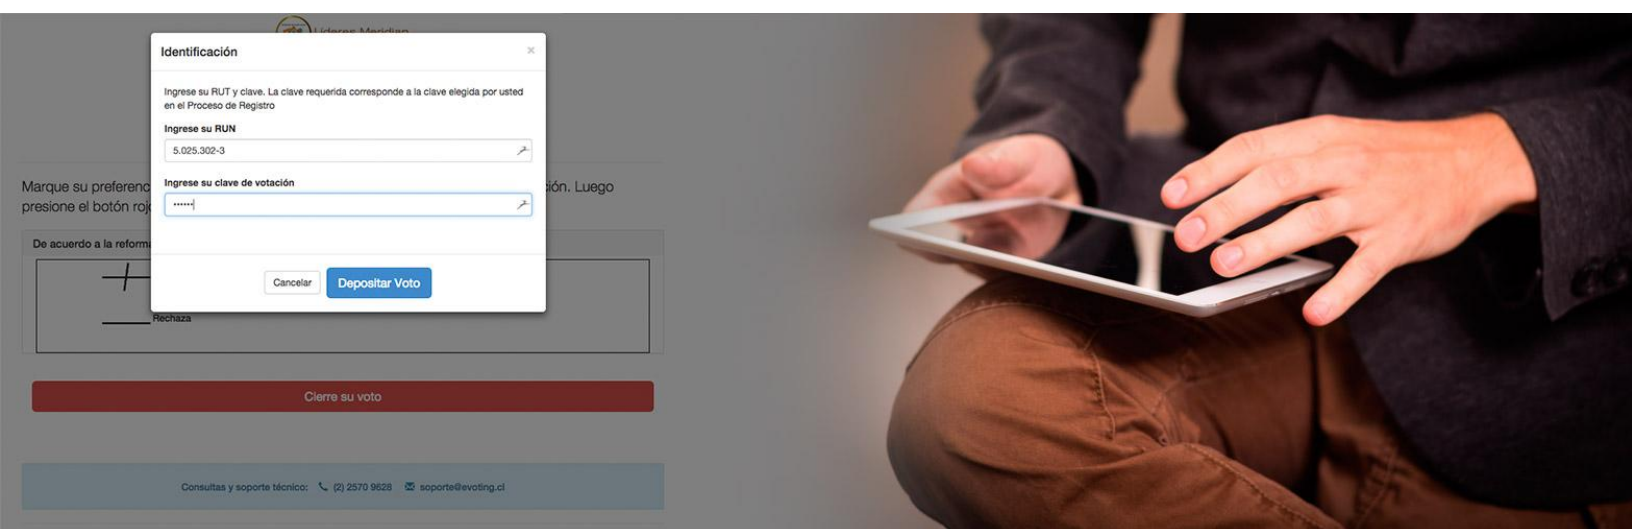 Líderes Meridian
Identificación
×
Ingrese su RUT y clave. La clave requerida corresponde a la clave elegida por usted
en el Proceso de Registro
Ingrese su RUN
5.025.302-3
Ingrese su clave de votación
••••••
Cancelar
Depositar Voto
Marque su preferenc
ión. Luego
presione el botón rojo
De acuerdo a la reforma
Rechaza
Cierre su voto
Consultas y soporte técnico: (2) 2570 9628 soporte@evoting.cl